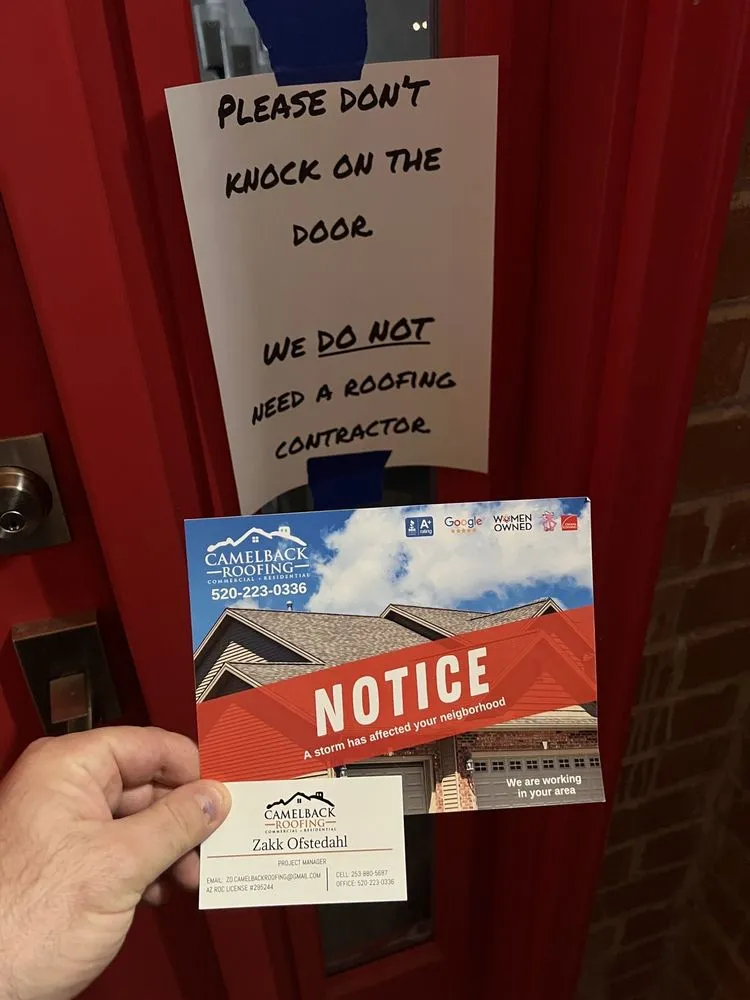 PLEASE DON'T
KNOCK ON THE
DOOR
WE DO NOT
NEED A ROOFING
CONTRACTOR
CAMELBACK
ROOFING
COMMERCIAL • RESIDENTIAL
520-223-0336
BBB A+ rating
Google
WOMEN
OWNED
NOTICE
A storm has affected your neigborhood
We are working
in your area
CAMELBACK
ROOFING
COMMERCIAL • RESIDENTIAL
Zakk Ofstedahl
PROJECT MANAGER
EMAIL: ZO.CAMELBACKROOFING@GMAIL.COM
AZ ROC LICENSE #295244
CELL: 253-880-5687
OFFICE: 520-223-0336